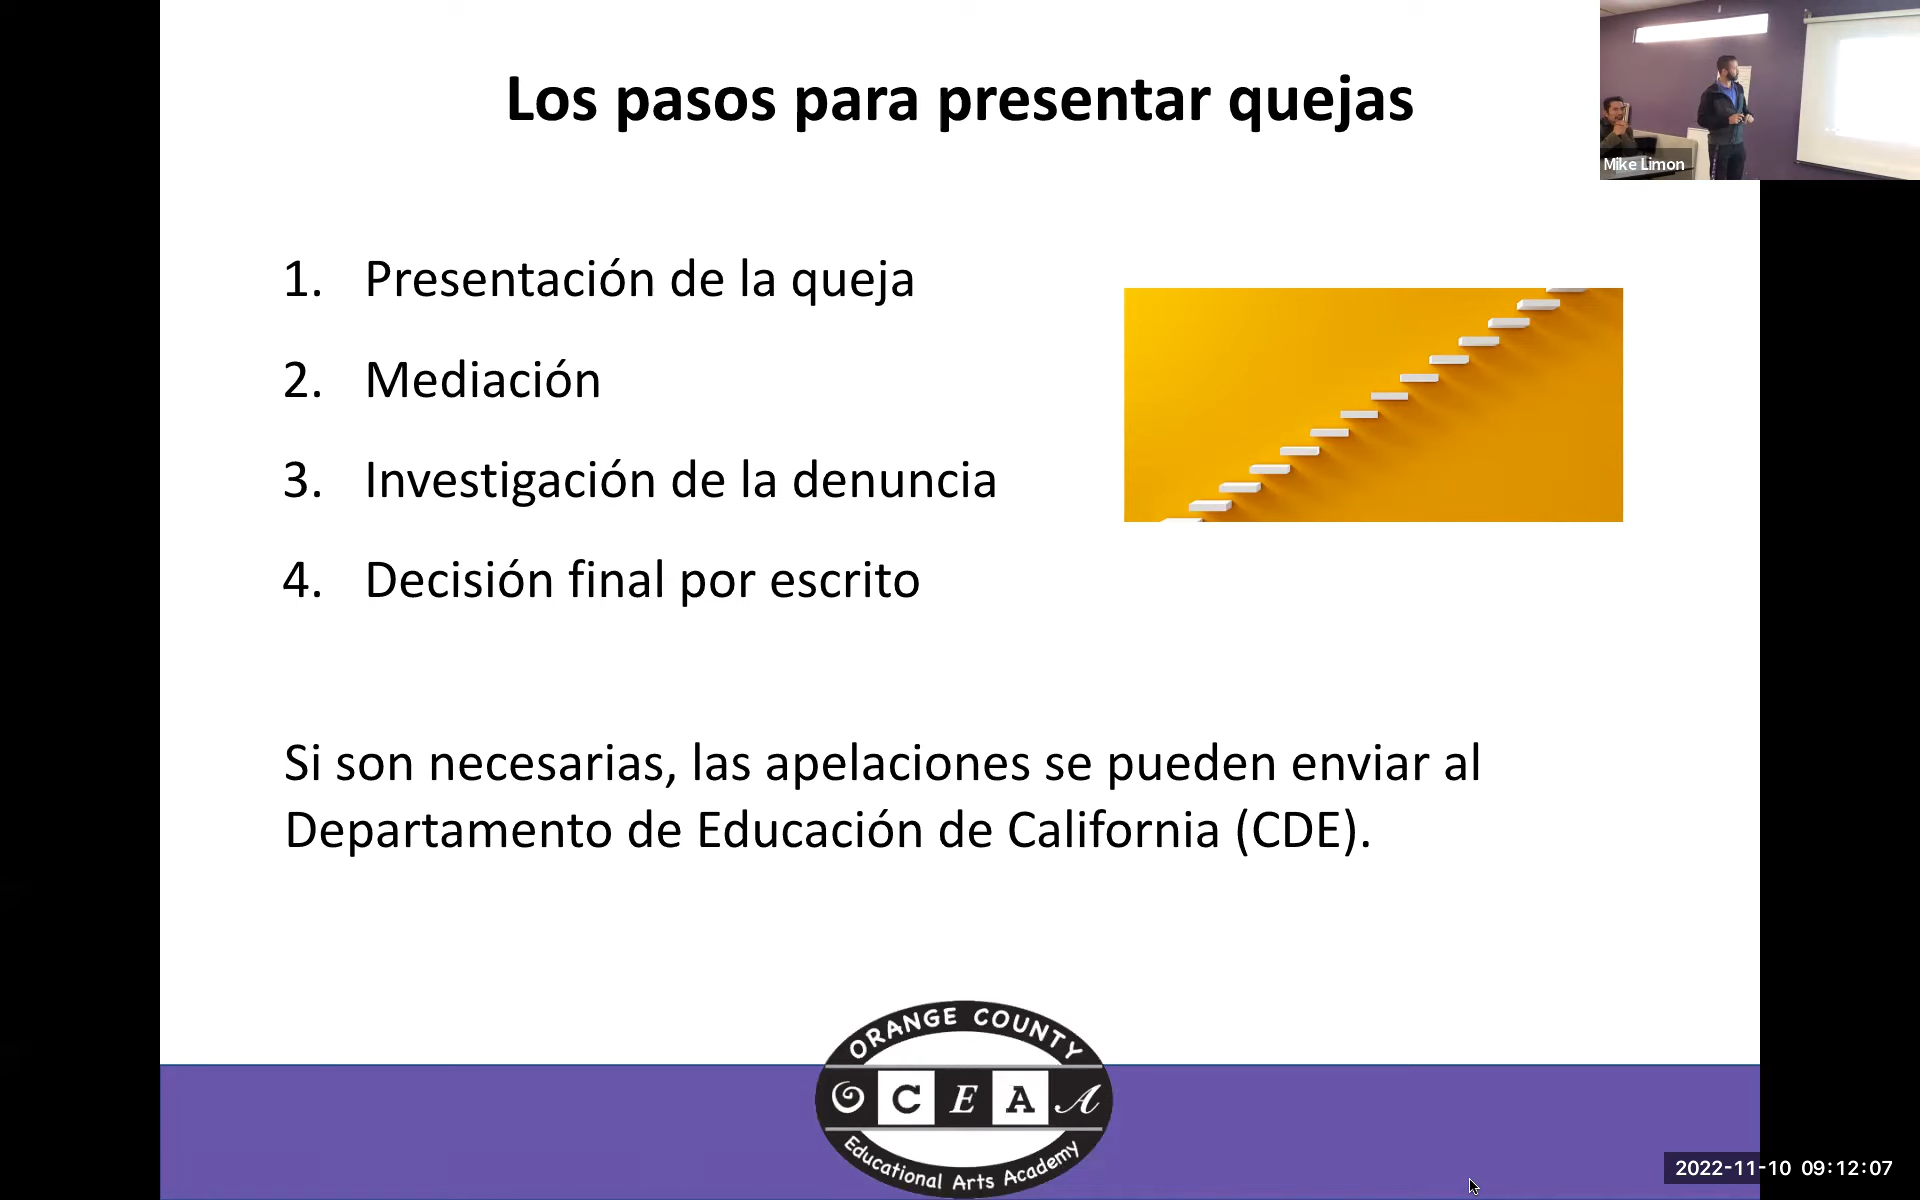 Los pasos para presentar quejas
Mike Limon
1. Presentación de la queja
2. Mediación
3. Investigación de la denuncia
4. Decisión final por escrito
Si son necesarias, las apelaciones se pueden enviar al
Departamento de Educación de California (CDE).
ORANGE COUNTY
O C E A A
Educational Arts Academy
2022-11-10 09:12:07